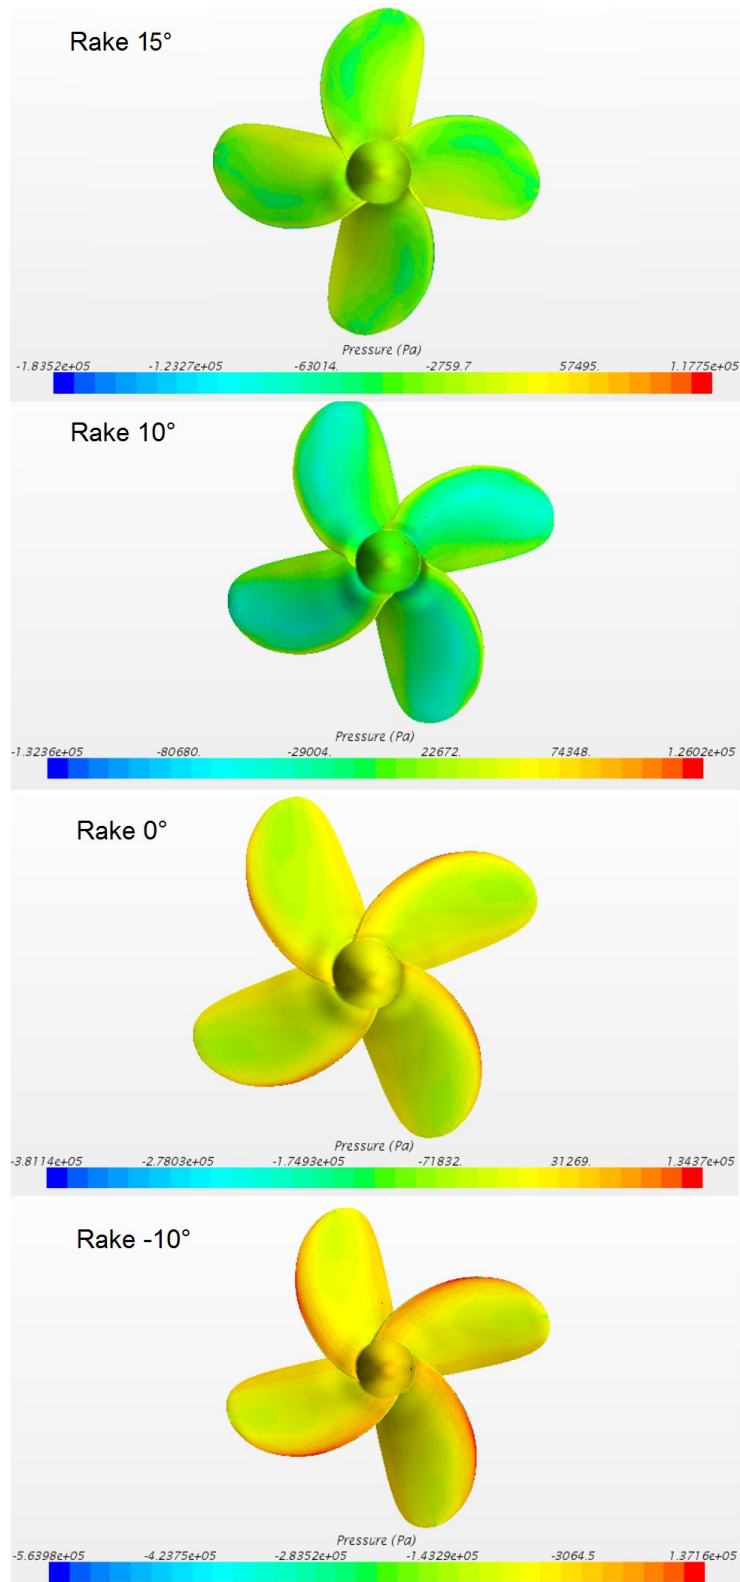 Rake 15°
Pressure (Pa)
-1.8352e+05 -1.2327e+05 -63014. -2759.7 57495. 1.1775e+05
Rake 10°
Pressure (Pa)
-1.3236e+05 -80680. -29004. 22672. 74348. 1.2602e+05
Rake 0°
Pressure (Pa)
-3.8114e+05 -2.7803e+05 -1.7493e+05 -71832. 31269. 1.3437e+05
Rake -10°
Pressure (Pa)
-5.6398e+05 -4.2375e+05 -2.8352e+05 -1.4329e+05 -3064.5 1.3716e+05